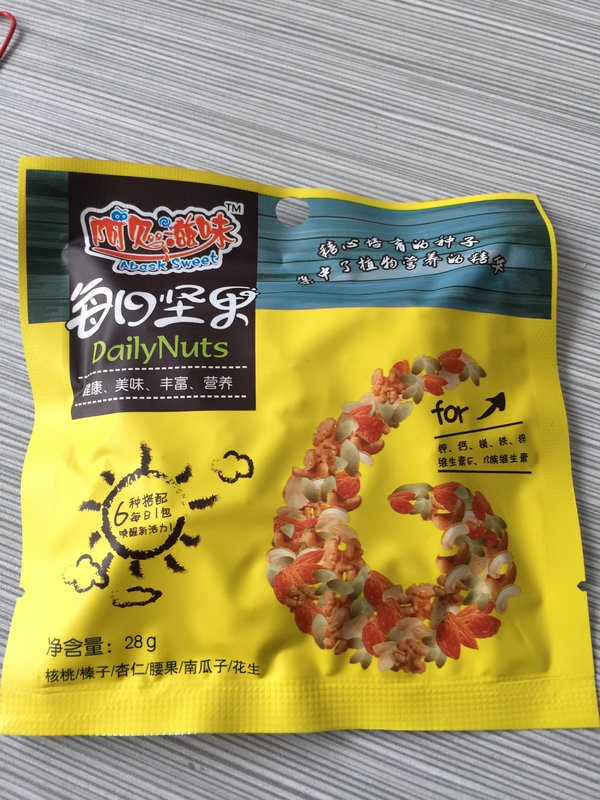 阿贝滋味 TM
Aback Sweet
每日坚果
DailyNuts
健康、美味、丰富、营养
精心培育的种子
集中了植物营养的精华
for
钾、钙、镁、铁、锌
维生素E、B族维生素
6种搭配
每日1包
唤醒新活力!
净含量：28g
核桃/榛子/杏仁/腰果/南瓜子/花生